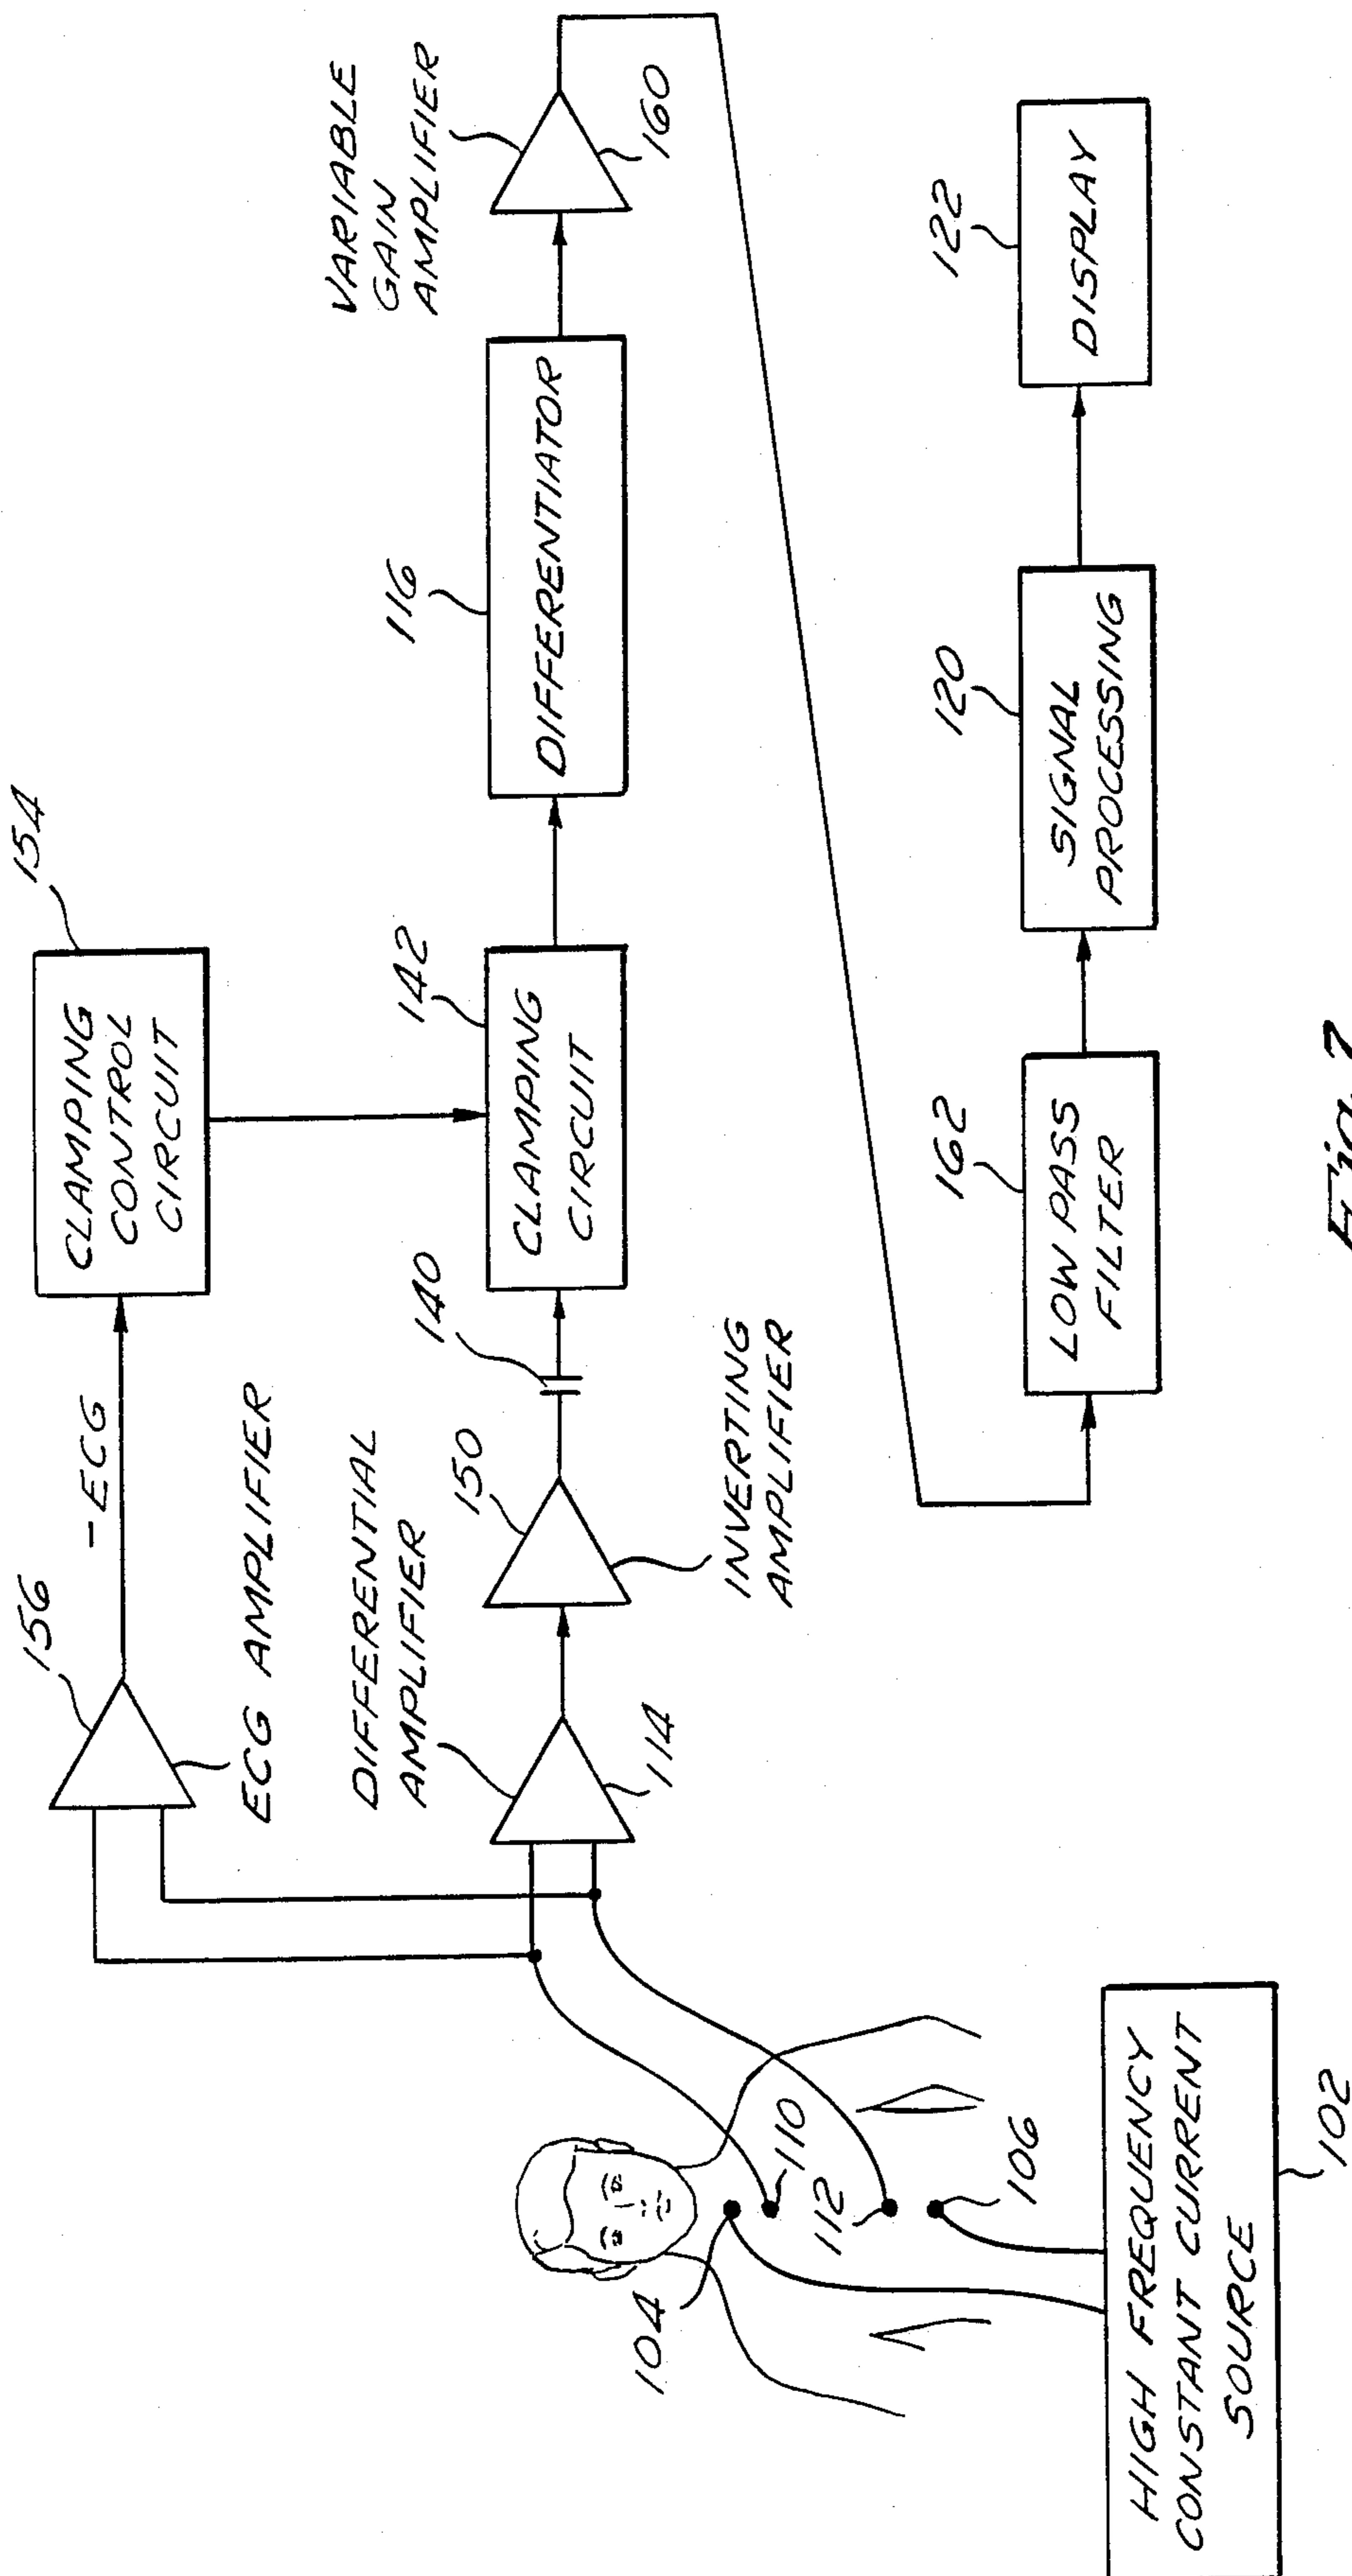 154
CLAMPING
CONTROL
CIRCUIT
-ECG
156
ECG AMPLIFIER
DIFFERENTIAL
AMPLIFIER
114
150
INVERTING
AMPLIFIER
140
142
CLAMPING
CIRCUIT
116
DIFFERENTIATOR
VARIABLE
GAIN
AMPLIFIER
160
104
110
112
106
HIGH FREQUENCY
CONSTANT CURRENT
SOURCE
102
162
LOW PASS
FILTER
120
SIGNAL
PROCESSING
122
DISPLAY